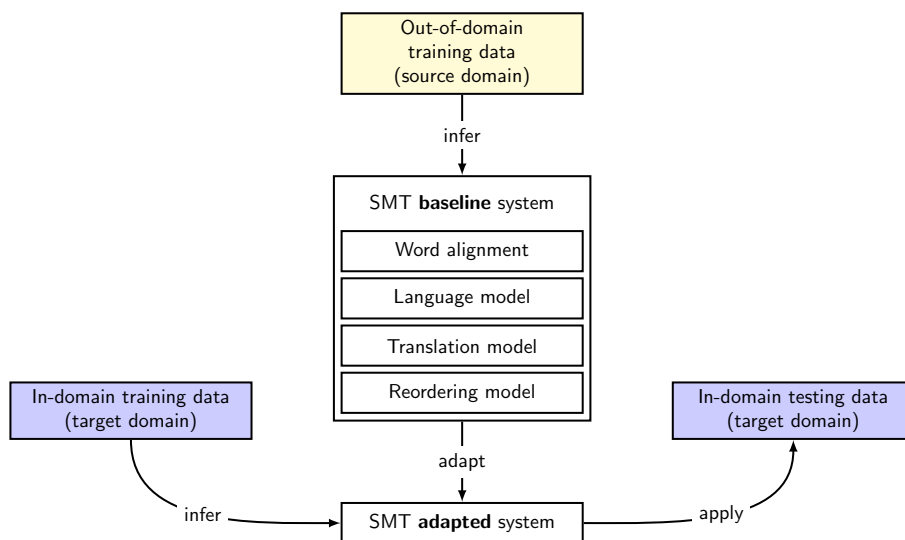 Out-of-domain
training data
(source domain)
infer
SMT baseline system
Word alignment
Language model
Translation model
Reordering model
In-domain training data
(target domain)
In-domain testing data
(target domain)
adapt
infer
SMT adapted system
apply